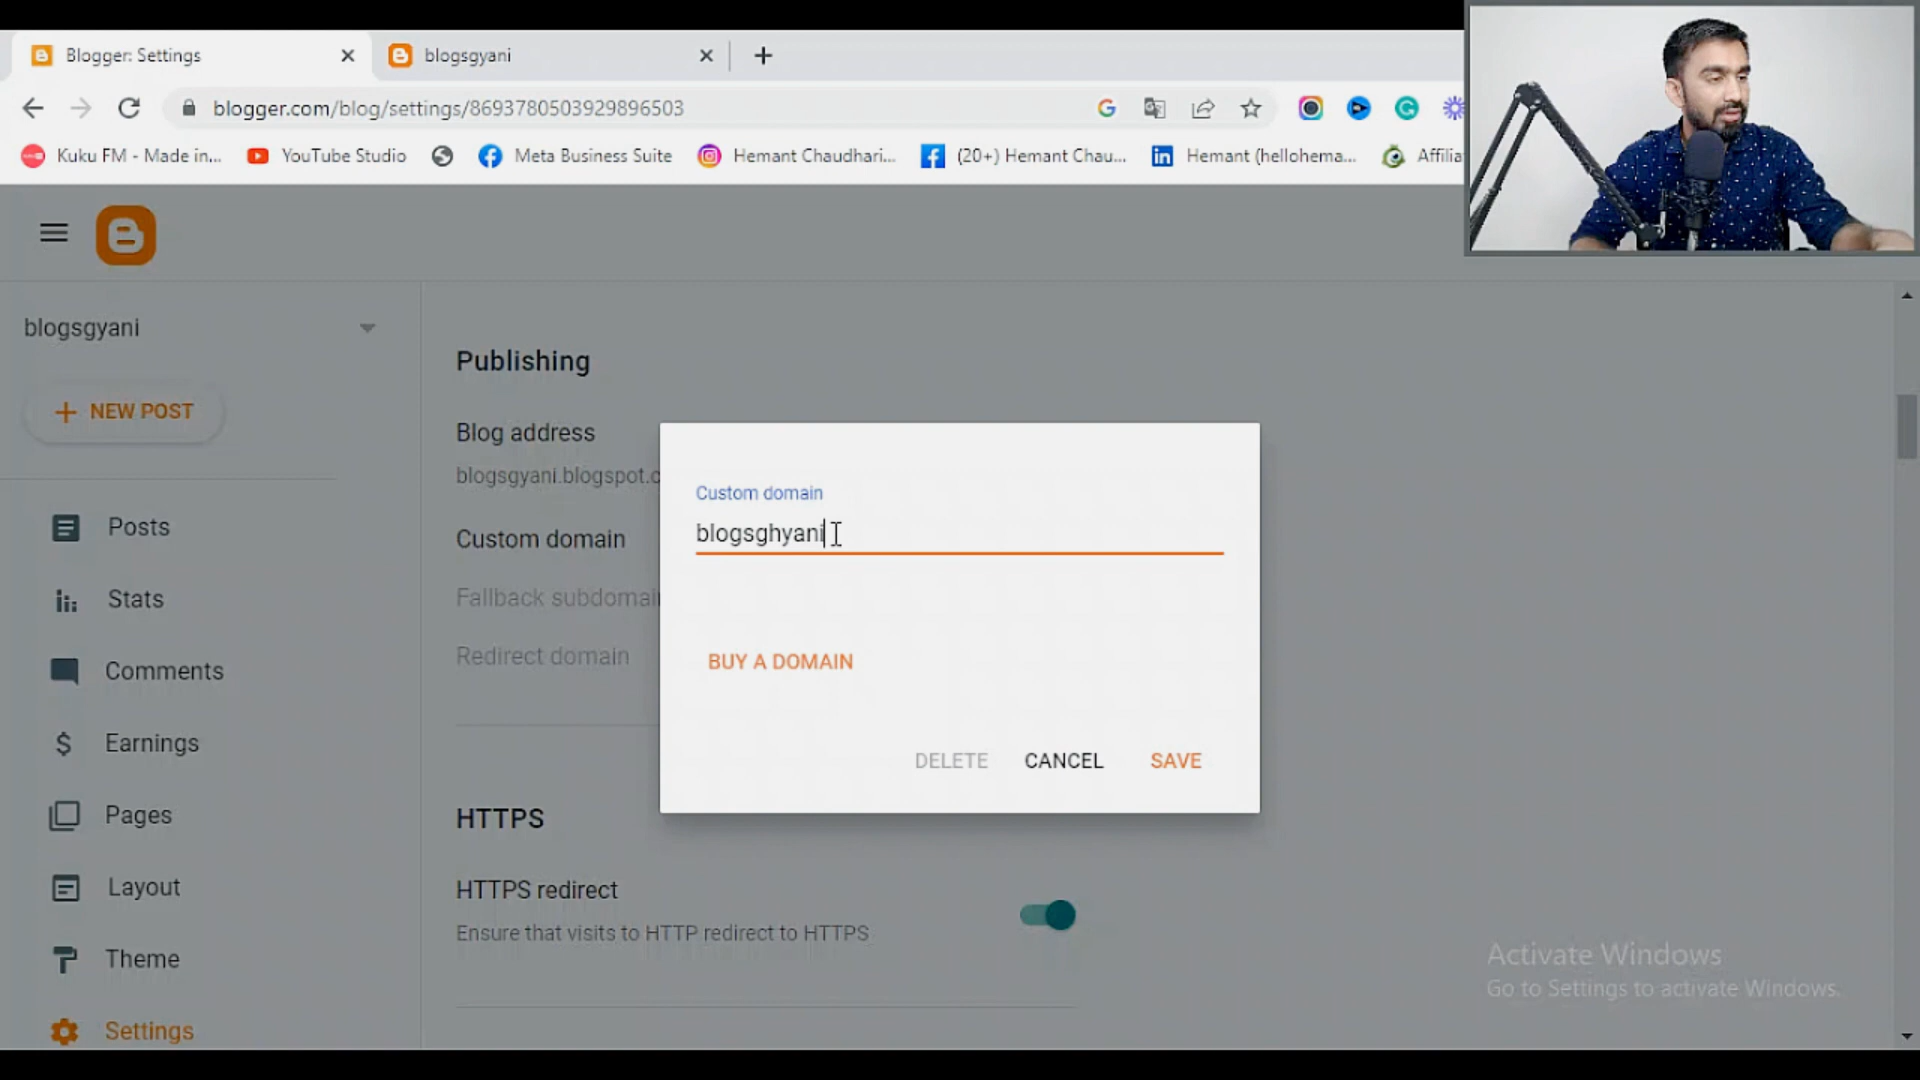 Blogger: Settings
blogsgyani
blogger.com/blog/settings/8693780503929896503
Kuku FM - Made in...
YouTube Studio
Meta Business Suite
Hemant Chaudhari...
(20+) Hemant Chau...
Hemant (hellohema...
Affilia
blogsgyani
NEW POST
Posts
Stats
Comments
Earnings
Pages
Layout
Theme
Settings
Publishing
Blog address
blogsgyani.blogspot.c
Custom domain
Fallback subdomai
Redirect domain
Custom domain
blogsghyani
BUY A DOMAIN
DELETE
CANCEL
SAVE
HTTPS
HTTPS redirect
Ensure that visits to HTTP redirect to HTTPS
Activate Windows
Go to Settings to activate Windows.